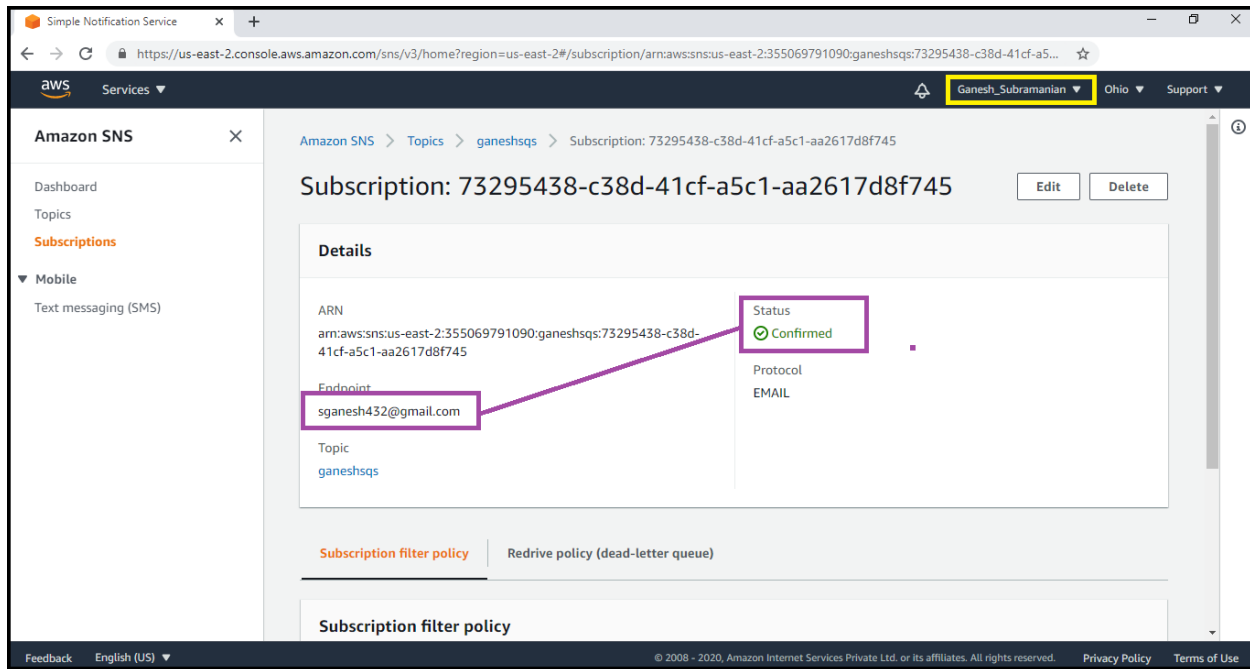 Simple Notification Service
https://us-east-2.console.aws.amazon.com/sns/v3/home?region=us-east-2#/subscription/arn:aws:sns:us-east-2:355069791090:ganeshsqs:73295438-c38d-41cf-a5...
aws Services Ganesh_Subramanian Ohio Support
Amazon SNS
Dashboard
Topics
Subscriptions
Mobile
Text messaging (SMS)
Amazon SNS > Topics > ganeshsqs > Subscription: 73295438-c38d-41cf-a5c1-aa2617d8f745
Subscription: 73295438-c38d-41cf-a5c1-aa2617d8f745 Edit Delete
Details
ARN
arn:aws:sns:us-east-2:355069791090:ganeshsqs:73295438-c38d-
41cf-a5c1-aa2617d8f745
Endpoint
sganesh432@gmail.com
Topic
ganeshsqs
Status
Confirmed
Protocol
EMAIL
Subscription filter policy Redrive policy (dead-letter queue)
Subscription filter policy
Feedback English (US) © 2008 - 2020, Amazon Internet Services Private Ltd. or its affiliates. All rights reserved. Privacy Policy Terms of Use